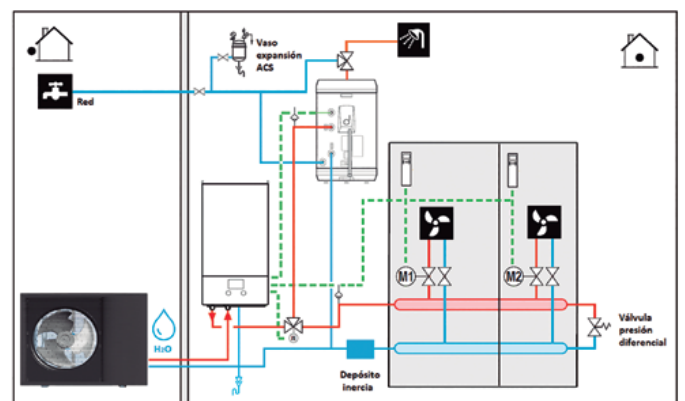 Vaso
expansión
ACS
Red
M1
M2
H2O
Válvula
presión
diferencial
Depósito
inercia